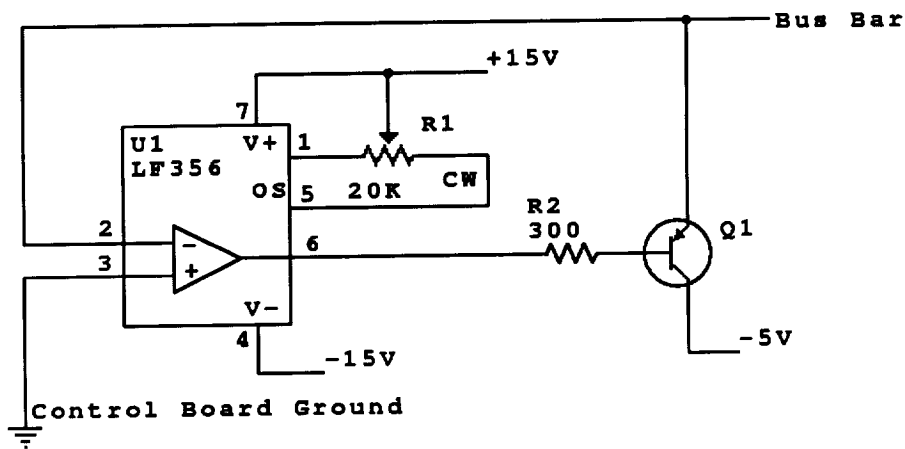 Bus Bar
+15V
7
R1
U1
V+
1
LF356
OS
5
20K
CW
R2
300
Q1
2
-
6
3
+
V-
4
-15V
-5V
Control Board Ground